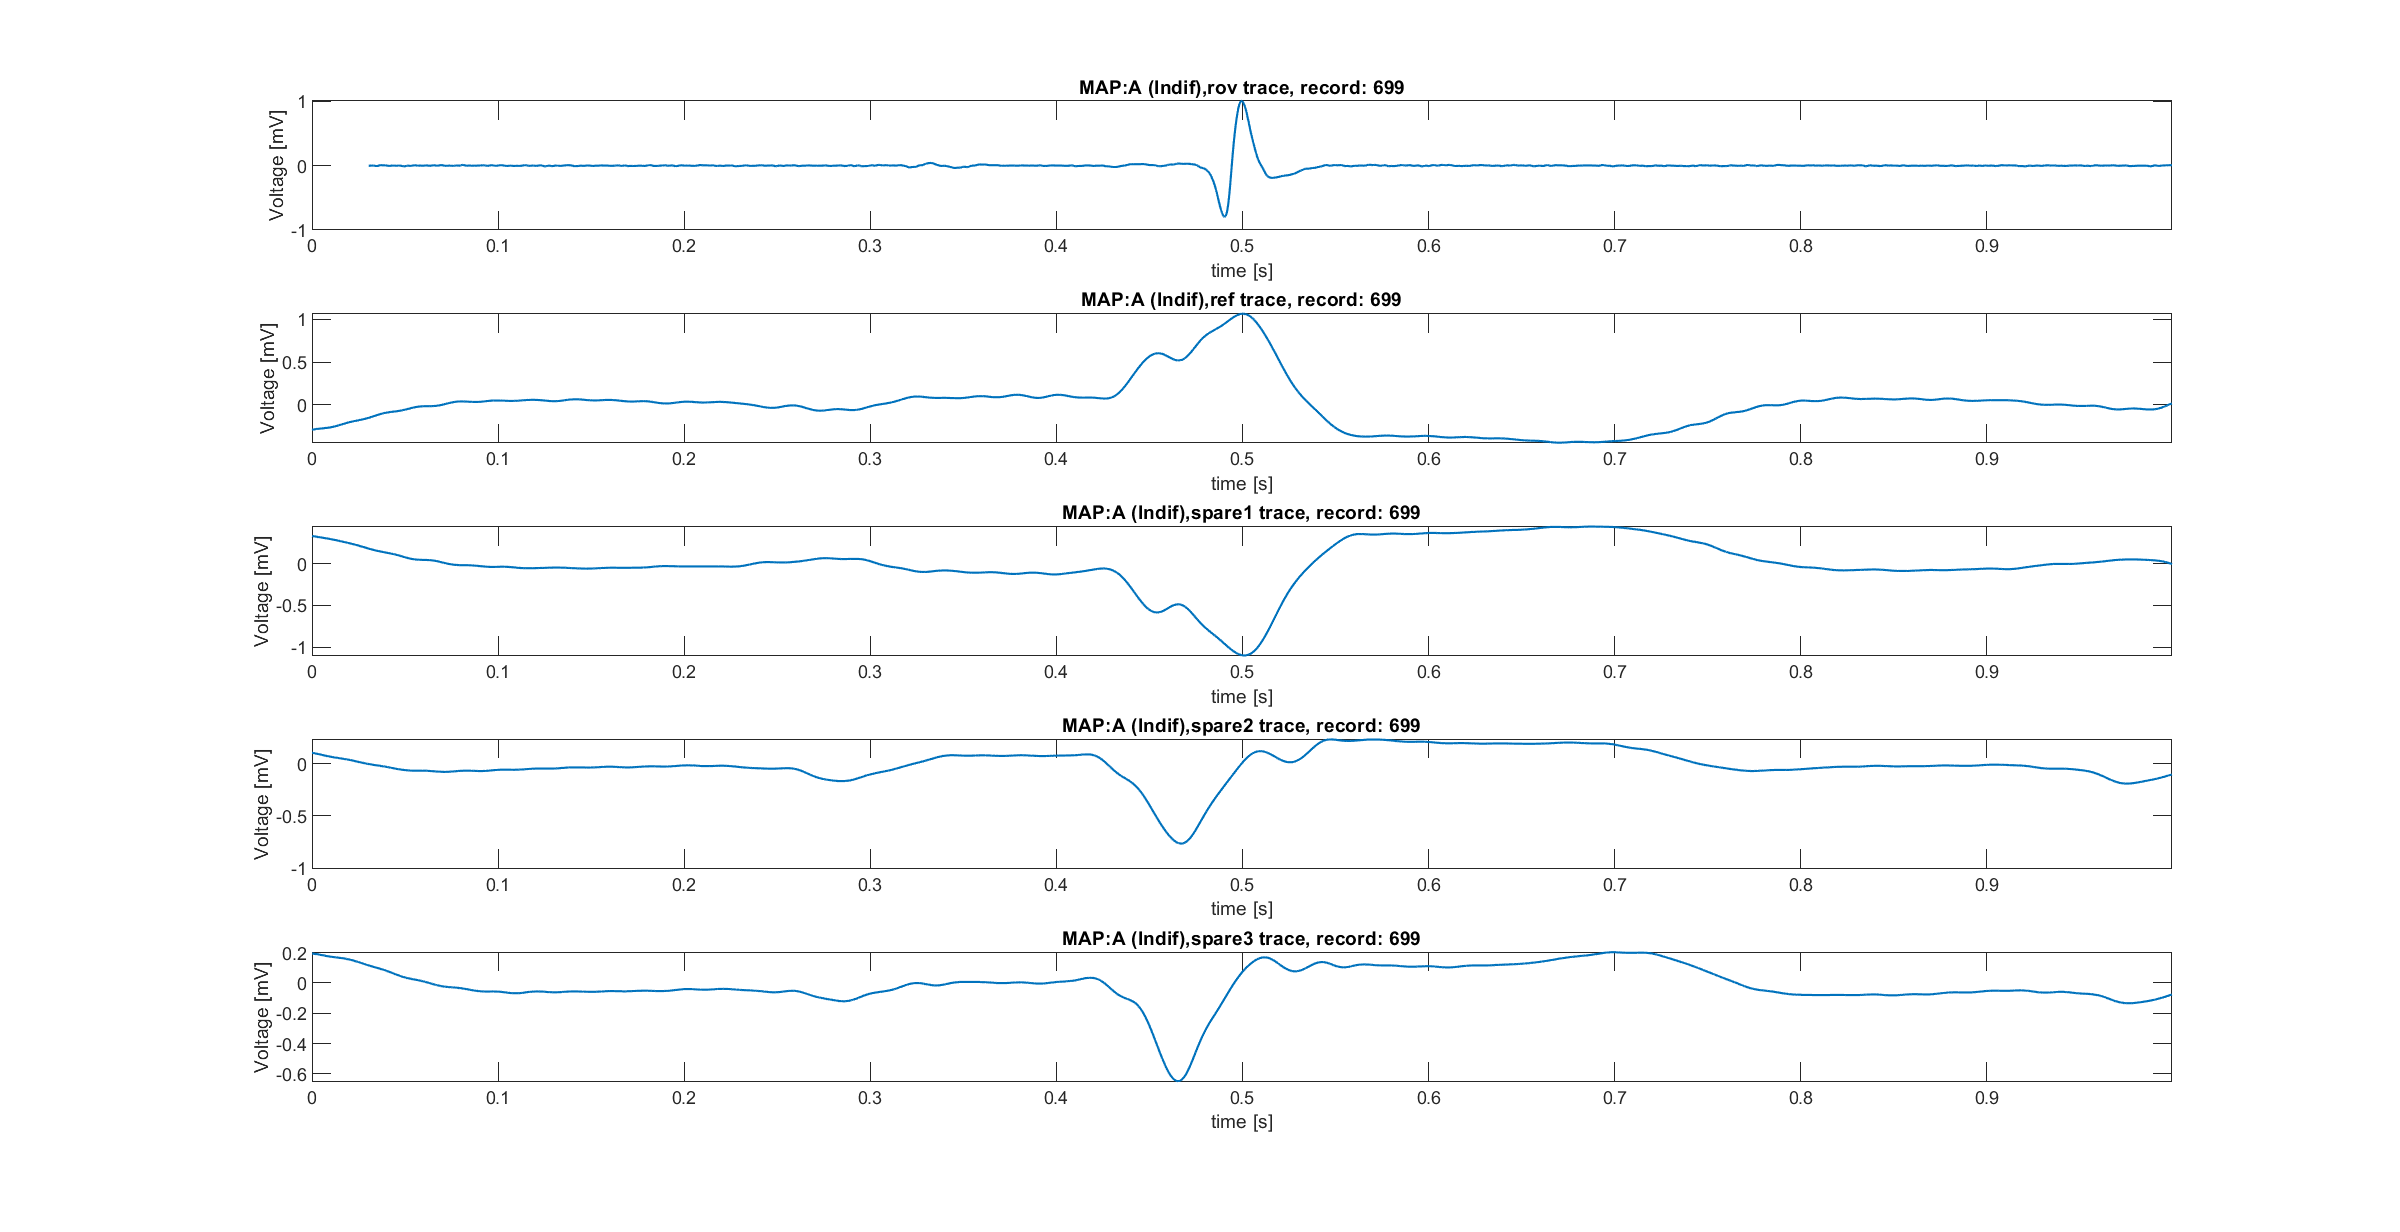 MAP:A (Indif),rov trace, record: 699
Voltage [mV]
1
0
-1
0 0.1 0.2 0.3 0.4 0.5 0.6 0.7 0.8 0.9
time [s]
MAP:A (Indif),ref trace, record: 699
Voltage [mV]
1
0.5
0
0 0.1 0.2 0.3 0.4 0.5 0.6 0.7 0.8 0.9
time [s]
MAP:A (Indif),spare1 trace, record: 699
Voltage [mV]
0
-0.5
-1
0 0.1 0.2 0.3 0.4 0.5 0.6 0.7 0.8 0.9
time [s]
MAP:A (Indif),spare2 trace, record: 699
Voltage [mV]
0
-0.5
-1
0 0.1 0.2 0.3 0.4 0.5 0.6 0.7 0.8 0.9
time [s]
MAP:A (Indif),spare3 trace, record: 699
Voltage [mV]
0.2
0
-0.2
-0.4
-0.6
0 0.1 0.2 0.3 0.4 0.5 0.6 0.7 0.8 0.9
time [s]